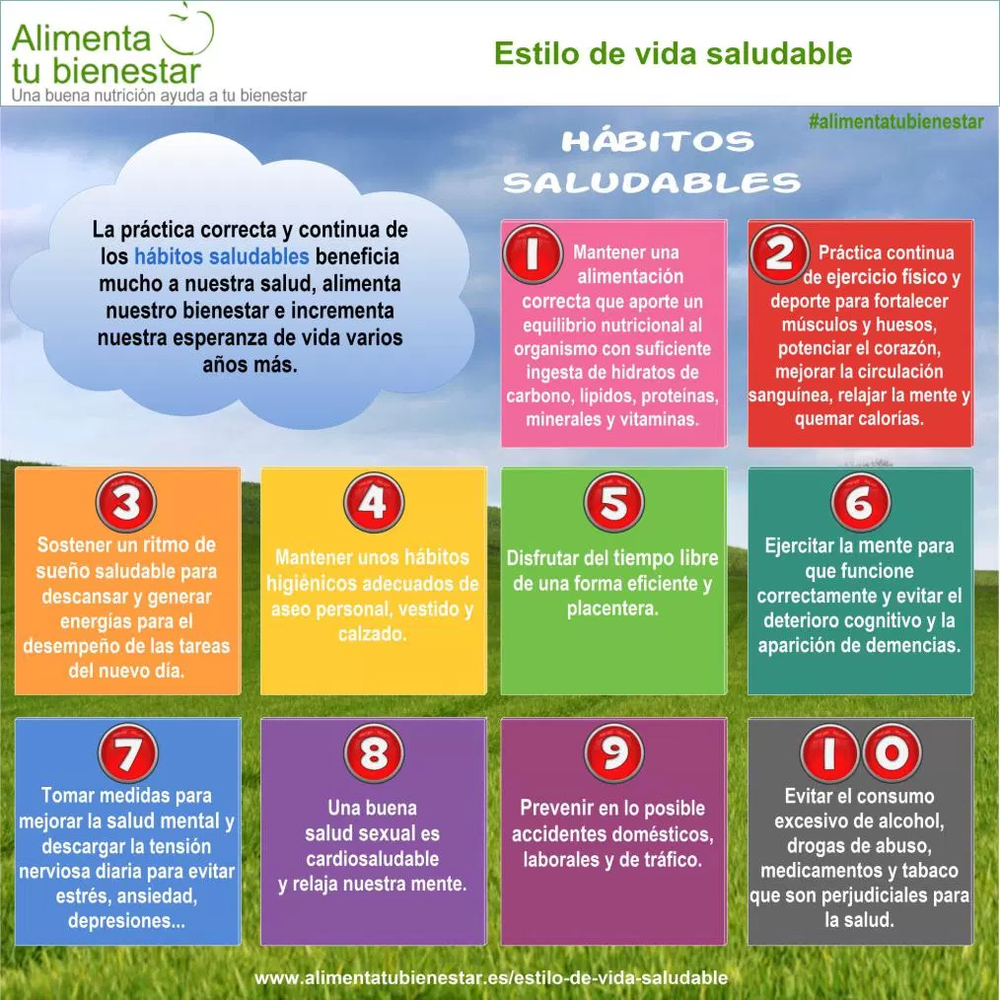 Alimenta
tu bienestar
Una buena nutrición ayuda a tu bienestar
Estilo de vida saludable
#alimentatubienestar
HÁBITOS
SALUDABLES
La práctica correcta y continua de
los hábitos saludables beneficia
mucho a nuestra salud, alimenta
nuestro bienestar e incrementa
nuestra esperanza de vida varios
años más.
1
Mantener una
alimentación
correcta que aporte un
equilibrio nutricional al
organismo con suficiente
ingesta de hidratos de
carbono, lípidos, proteínas,
minerales y vitaminas.
2
Práctica continua
de ejercicio físico y
deporte para fortalecer
músculos y huesos,
potenciar el corazón,
mejorar la circulación
sanguínea, relajar la mente y
quemar calorías.
3
Sostener un ritmo de
sueño saludable para
descansar y generar
energías para el
desempeño de las tareas
del nuevo día.
4
Mantener unos hábitos
higiénicos adecuados de
aseo personal, vestido y
calzado.
5
Disfrutar del tiempo libre
de una forma eficiente y
placentera.
6
Ejercitar la mente para
que funcione
correctamente y evitar el
deterioro cognitivo y la
aparición de demencias.
7
Tomar medidas para
mejorar la salud mental y
descargar la tensión
nerviosa diaria para evitar
estrés, ansiedad,
depresiones...
8
Una buena
salud sexual es
cardiosaludable
y relaja nuestra mente.
9
Prevenir en lo posible
accidentes domésticos,
laborales y de tráfico.
10
Evitar el consumo
excesivo de alcohol,
drogas de abuso,
medicamentos y tabaco
que son perjudiciales para
la salud.
www.alimentatubienestar.es/estilo-de-vida-saludable